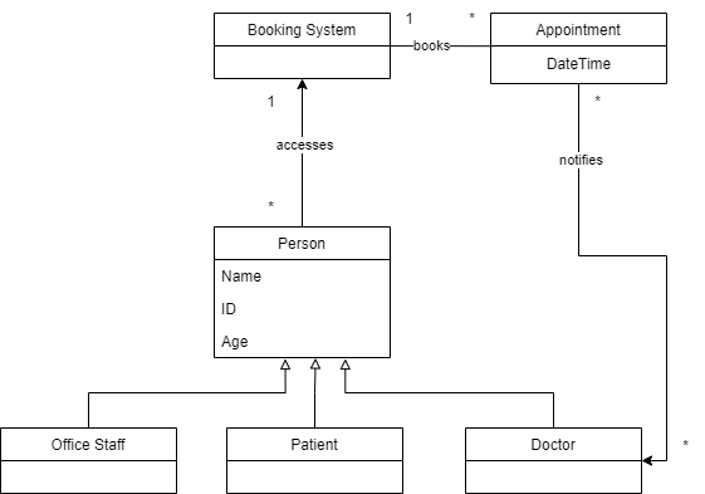 Booking System
1
*
Appointment
books
DateTime
1
*
accesses
notifies
*
Person
Name
ID
Age
Office Staff
Patient
Doctor
*